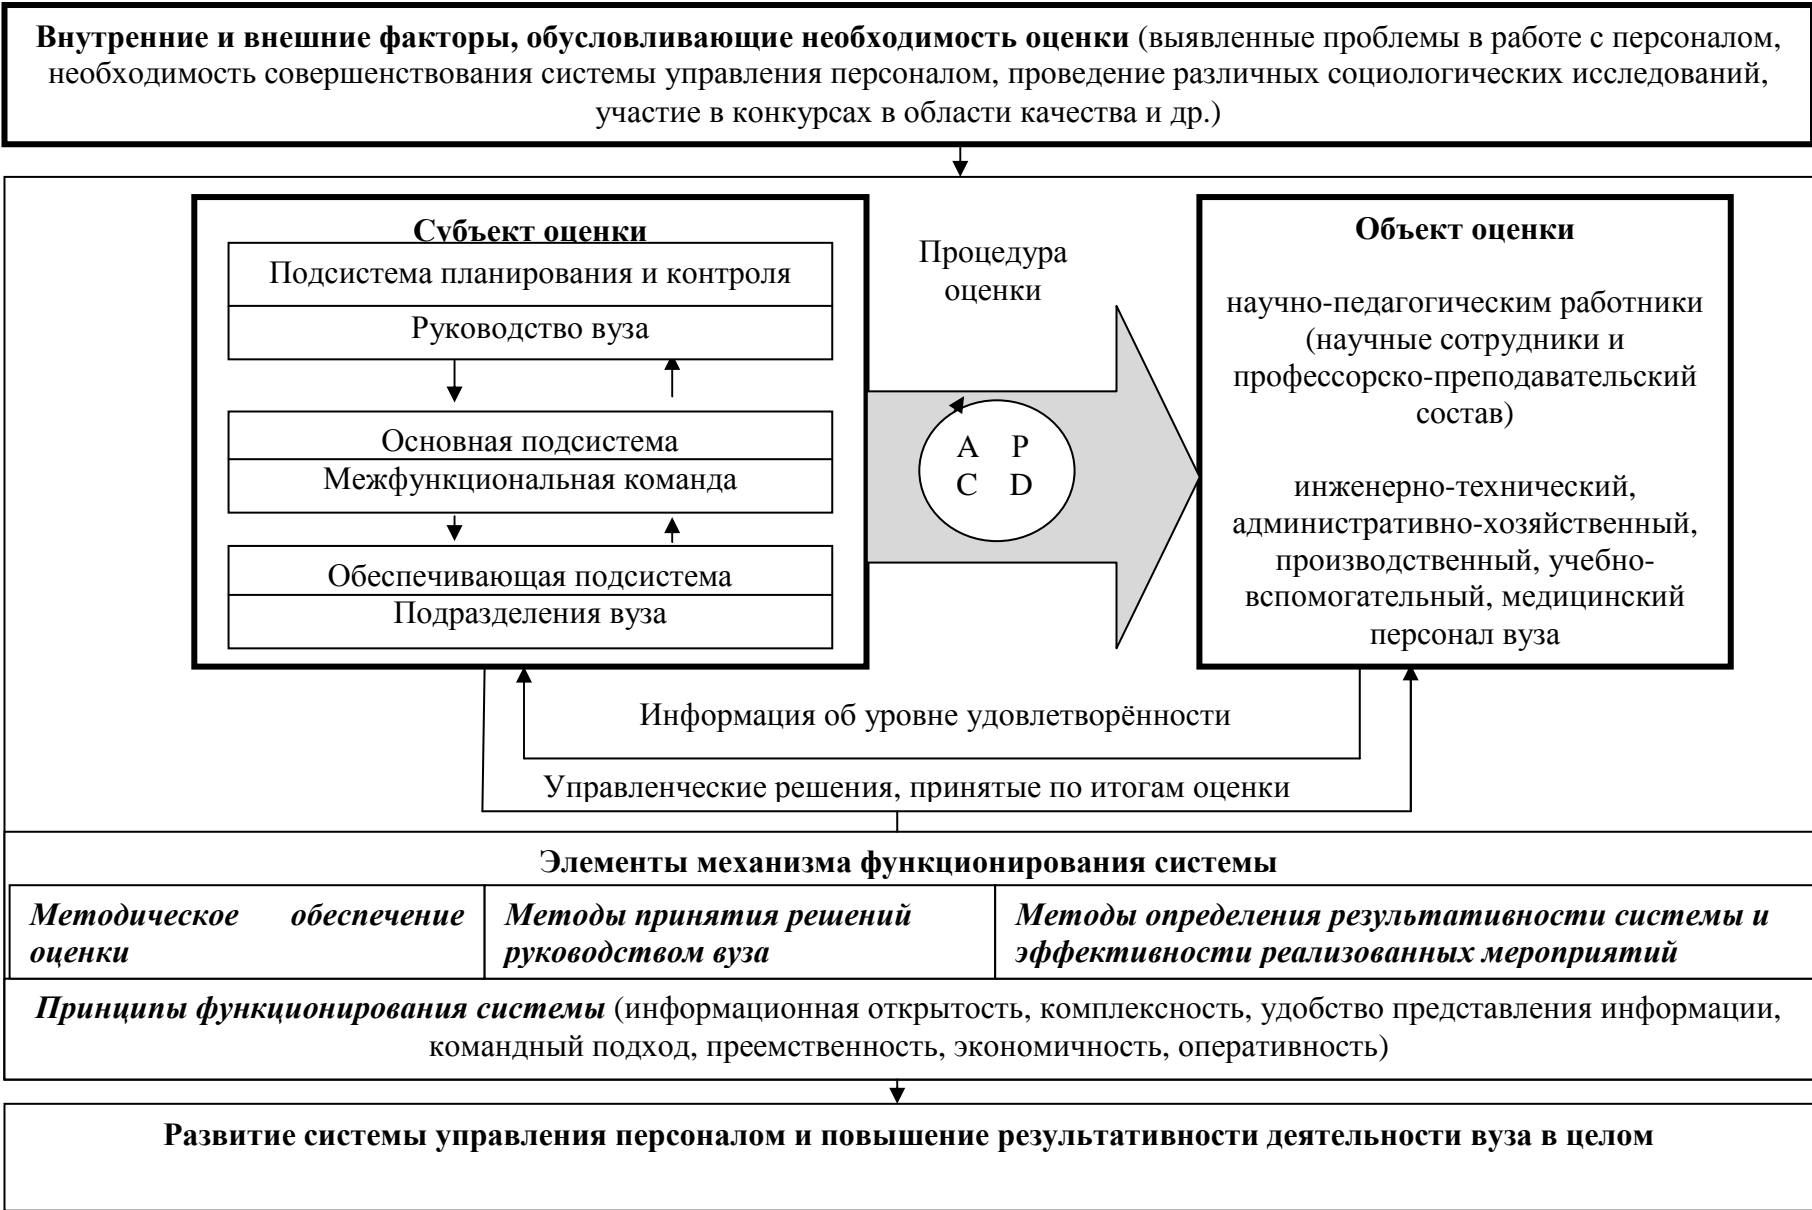 Внутренние и внешние факторы, обусловливающие необходимость оценки (выявленные проблемы в работе с персоналом,
необходимость совершенствования системы управления персоналом, проведение различных социологических исследований,
участие в конкурсах в области качества и др.)
Субъект оценки
Подсистема планирования и контроля
Руководство вуза
Основная подсистема
Межфункциональная команда
Обеспечивающая подсистема
Подразделения вуза
Процедура
оценки
A P
C D
Объект оценки
научно-педагогическим работники
(научные сотрудники и
профессорско-преподавательский
состав)
инженерно-технический,
административно-хозяйственный,
производственный, учебно-
вспомогательный, медицинский
персонал вуза
Информация об уровне удовлетворённости
Управленческие решения, принятые по итогам оценки
Элементы механизма функционирования системы
Методическое обеспечение
оценки
Методы принятия решений
руководством вуза
Методы определения результативности системы и
эффективности реализованных мероприятий
Принципы функционирования системы (информационная открытость, комплексность, удобство представления информации,
командный подход, преемственность, экономичность, оперативность)
Развитие системы управления персоналом и повышение результативности деятельности вуза в целом